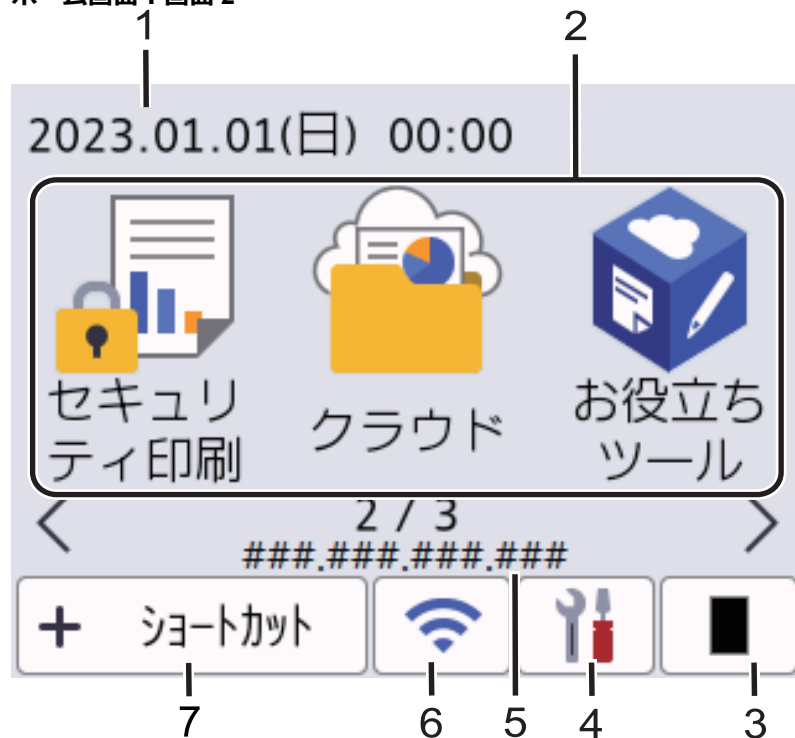 1
2
2023.01.01(日) 00:00
セキュリ
ティ印刷
クラウド
お役立ち
ツール
2 / 3
###.###.###.###
+ ショートカット
7
6
5
4
3